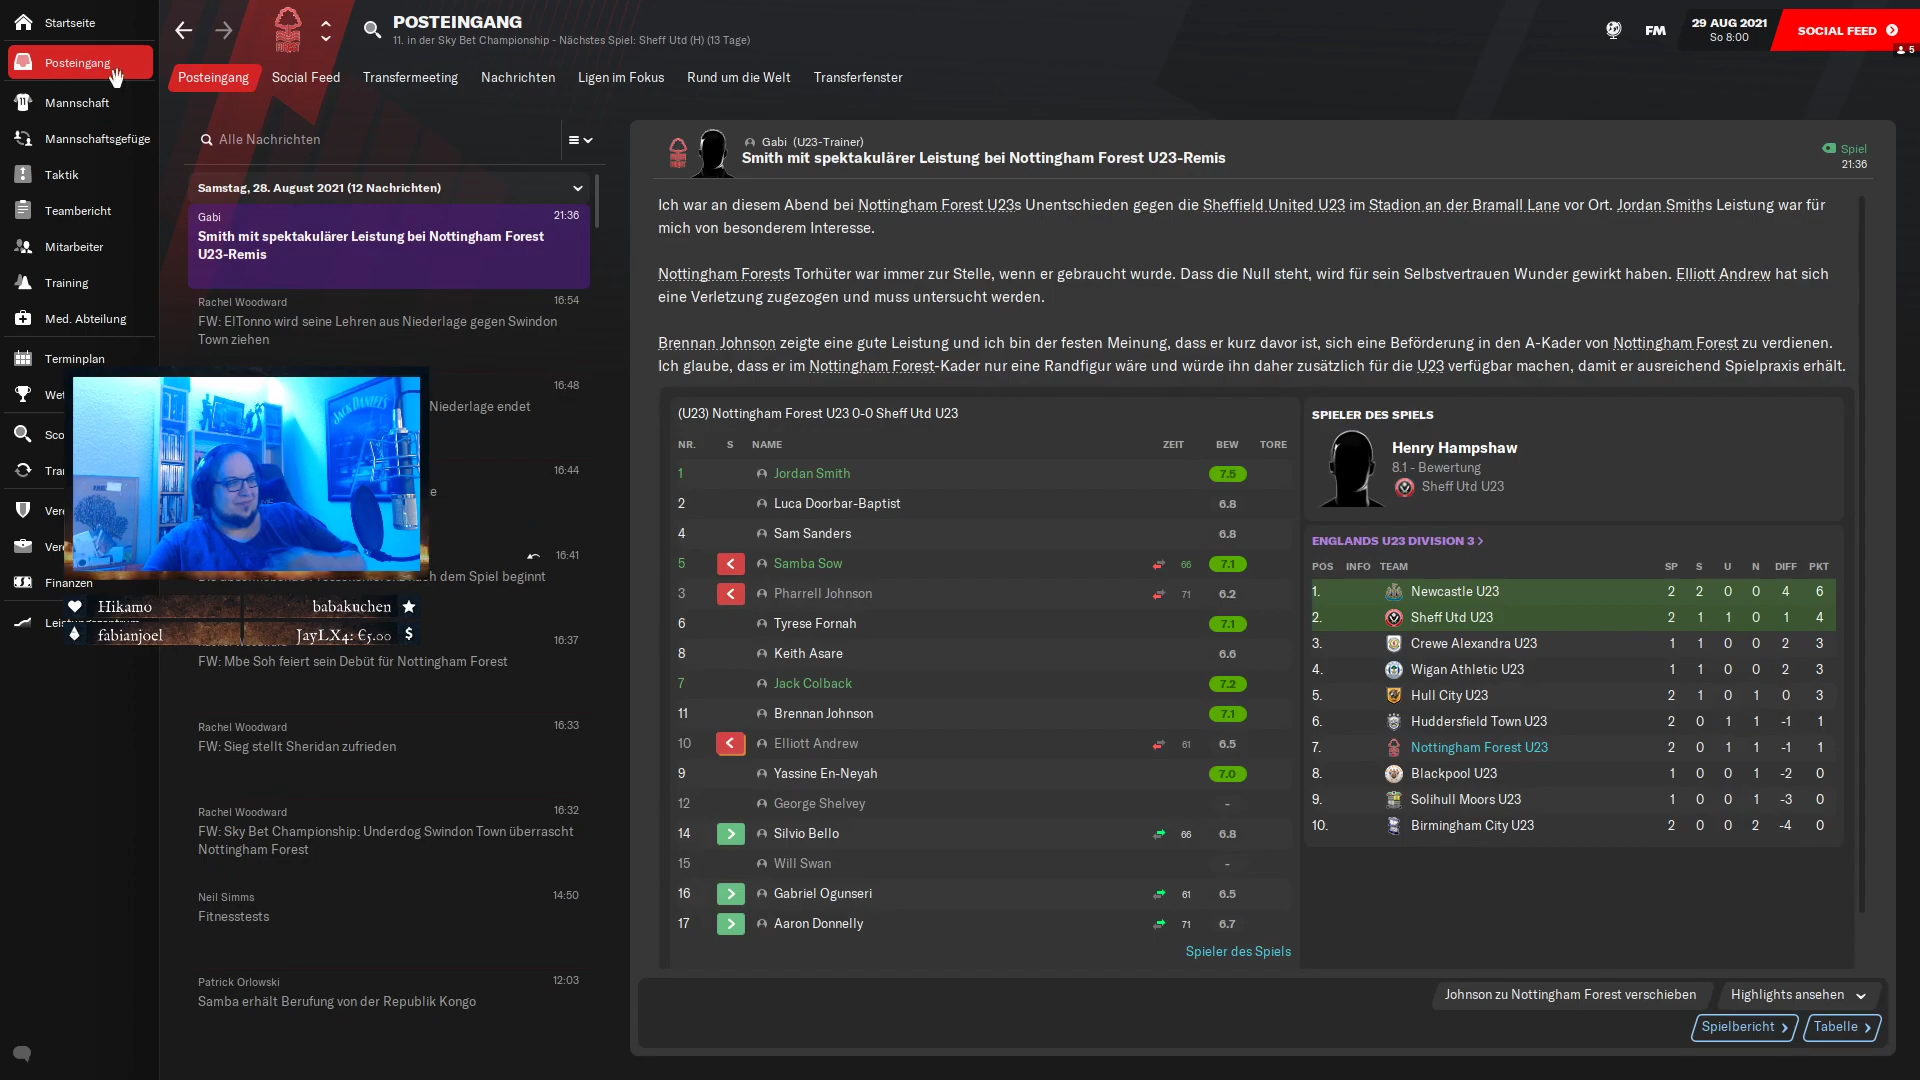 Startseite
Posteingang
Mannschaft
Mannschaftsgefüge
Taktik
Teambericht
Mitarbeiter
Training
Med. Abteilung
Terminplan
Wet
Sco
Tra
Ver
Ver
Finanzen
POSTEINGANG
11. in der Sky Bet Championship - Nächstes Spiel: Sheff Utd (H) (13 Tage)
FM
29 AUG 2021
So 8:00
SOCIAL FEED
5
Posteingang Social Feed Transfermeeting Nachrichten Ligen im Fokus Rund um die Welt Transferfenster
Alle Nachrichten
Samstag, 28. August 2021 (12 Nachrichten)
Gabi 21:36
Smith mit spektakulärer Leistung bei Nottingham Forest
U23-Remis
Rachel Woodward 16:54
FW: ElTonno wird seine Lehren aus Niederlage gegen Swindon
Town ziehen
16:48
Niederlage endet
16:44
e
16:41
dem Spiel beginnt
Hikamo babakuchen
fabianjoel JayLX4: €5.00
16:37
FW: Mbe Soh feiert sein Debüt für Nottingham Forest
Rachel Woodward 16:33
FW: Sieg stellt Sheridan zufrieden
Rachel Woodward 16:32
FW: Sky Bet Championship: Underdog Swindon Town überrascht
Nottingham Forest
Neil Simms 14:50
Fitnesstests
Patrick Orlowski 12:03
Samba erhält Berufung von der Republik Kongo
JACK DANIEL'S
Gabi (U23-Trainer)
Smith mit spektakulärer Leistung bei Nottingham Forest U23-Remis
Spiel
21:36
Ich war an diesem Abend bei Nottingham Forest U23s Unentschieden gegen die Sheffield United U23 im Stadion an der Bramall Lane vor Ort. Jordan Smiths Leistung war für
mich von besonderem Interesse.
Nottingham Forests Torhüter war immer zur Stelle, wenn er gebraucht wurde. Dass die Null steht, wird für sein Selbstvertrauen Wunder gewirkt haben. Elliott Andrew hat sich
eine Verletzung zugezogen und muss untersucht werden.
Brennan Johnson zeigte eine gute Leistung und ich bin der festen Meinung, dass er kurz davor ist, sich eine Beförderung in den A-Kader von Nottingham Forest zu verdienen.
Ich glaube, dass er im Nottingham Forest-Kader nur eine Randfigur wäre und würde ihn daher zusätzlich für die U23 verfügbar machen, damit er ausreichend Spielpraxis erhält.
(U23) Nottingham Forest U23 0-0 Sheff Utd U23
NR. S NAME ZEIT BEW TORE
1 Jordan Smith 7.5
2 Luca Doorbar-Baptist 6.8
4 Sam Sanders 6.8
5 Samba Sow 66 7.1
3 Pharrell Johnson 71 6.2
6 Tyrese Fornah 7.1
8 Keith Asare 6.6
7 Jack Colback 7.2
11 Brennan Johnson 7.1
10 Elliott Andrew 61 6.5
9 Yassine En-Neyah 7.0
12 George Shelvey -
14 Silvio Bello 66 6.8
15 Will Swan -
16 Gabriel Ogunseri 61 6.5
17 Aaron Donnelly 71 6.7
Spieler des Spiels
SPIELER DES SPIELS
Henry Hampshaw
8.1 - Bewertung
Sheff Utd U23
ENGLANDS U23 DIVISION 3
POS INFO TEAM SP S U N DIFF PKT
1. Newcastle U23 2 2 0 0 4 6
2. Sheff Utd U23 2 1 1 0 1 4
3. Crewe Alexandra U23 1 1 0 0 2 3
4. Wigan Athletic U23 1 1 0 0 2 3
5. Hull City U23 2 1 0 1 0 3
6. Huddersfield Town U23 2 0 1 1 -1 1
7. Nottingham Forest U23 2 0 1 1 -1 1
8. Blackpool U23 1 0 0 1 -2 0
9. Solihull Moors U23 1 0 0 1 -3 0
10. Birmingham City U23 2 0 0 2 -4 0
Johnson zu Nottingham Forest verschieben Highlights ansehen
Spielbericht Tabelle